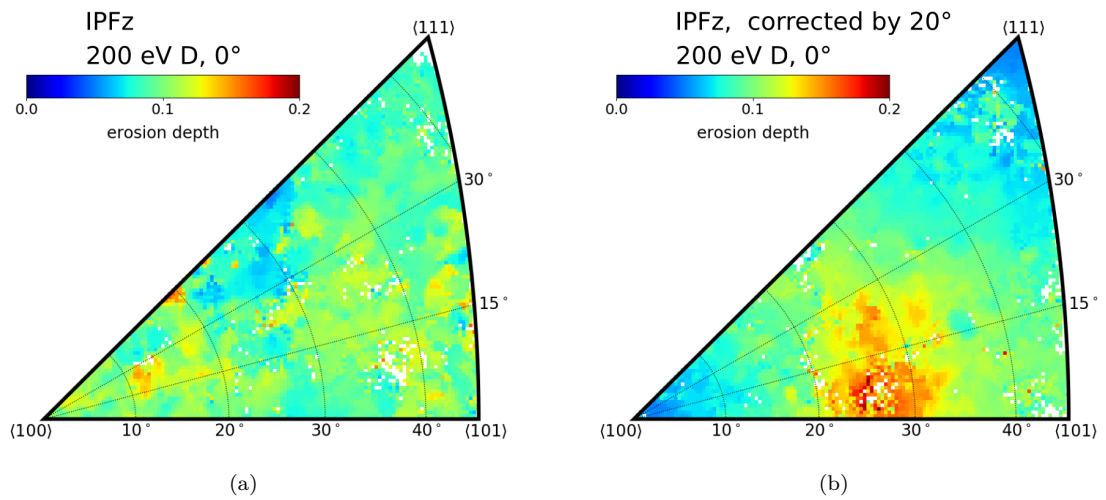 IPFz
200 eV D, 0°
0.0 0.1 0.2
erosion depth
⟨111⟩
30°
15°
⟨100⟩ 10° 20° 30° 40° ⟨101⟩
(a)
IPFz, corrected by 20°
200 eV D, 0°
0.0 0.1 0.2
erosion depth
⟨111⟩
30°
15°
⟨100⟩ 10° 20° 30° 40° ⟨101⟩
(b)